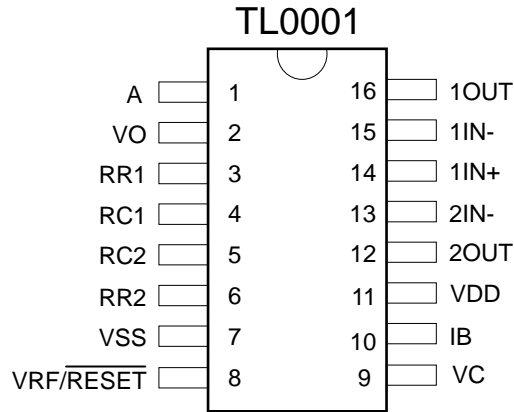 TL0001
A 1 16 1OUT
VO 2 15 1IN-
RR1 3 14 1IN+
RC1 4 13 2IN-
RC2 5 12 2OUT
RR2 6 11 VDD
VSS 7 10 IB
VRF/RESET 8 9 VC